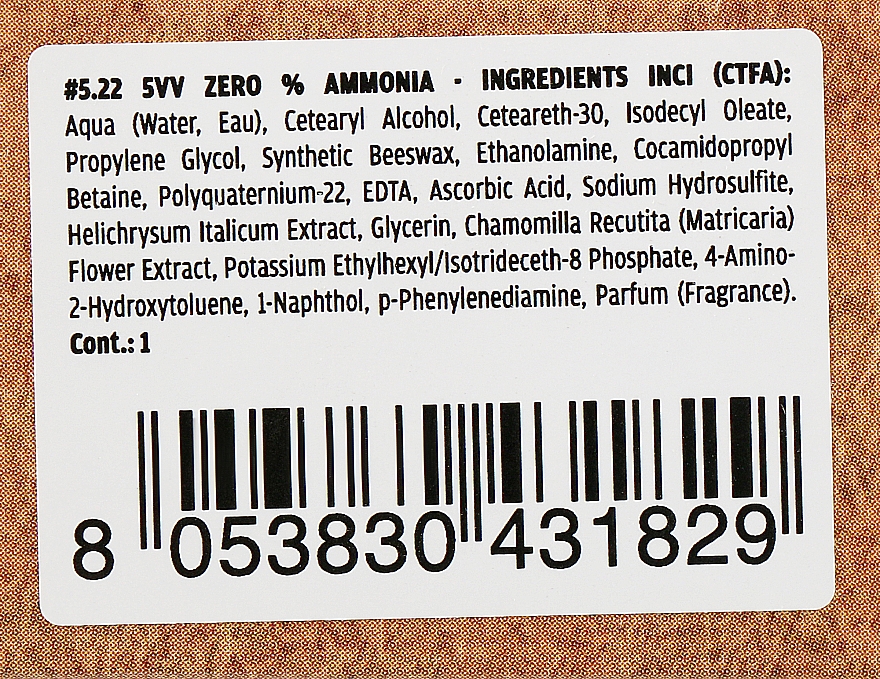 #5.22 5VV ZERO % AMMONIA - INGREDIENTS INCI (CTFA):
Aqua (Water, Eau), Cetearyl Alcohol, Ceteareth-30, Isodecyl Oleate,
Propylene Glycol, Synthetic Beeswax, Ethanolamine, Cocamidopropyl
Betaine, Polyquaternium-22, EDTA, Ascorbic Acid, Sodium Hydrosulfite,
Helichrysum Italicum Extract, Glycerin, Chamomilla Recutita (Matricaria)
Flower Extract, Potassium Ethylhexyl/Isotrideceth-8 Phosphate, 4-Amino-
2-Hydroxytoluene, 1-Naphthol, p-Phenylenediamine, Parfum (Fragrance).
Cont.: 1
8 053830 431829